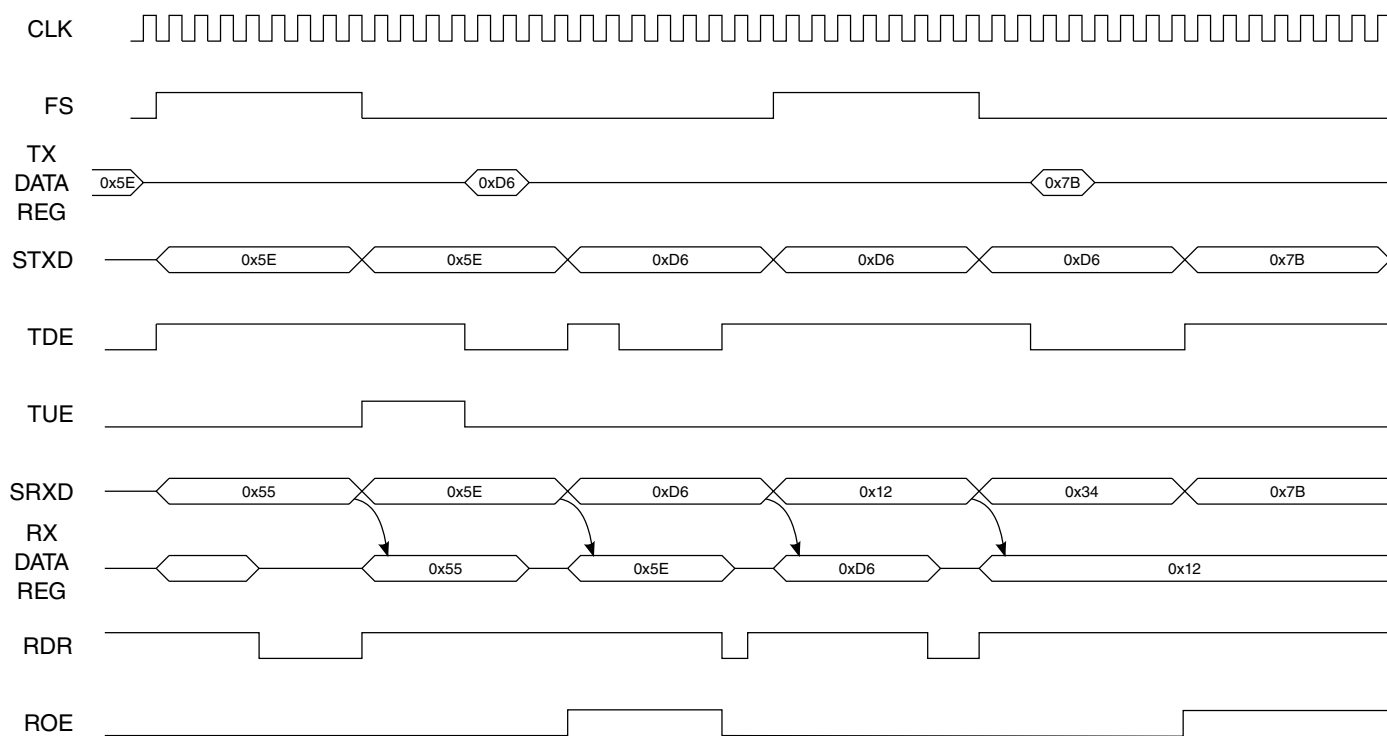 CLK
FS
TX
DATA
REG
0x5E
0xD6
0x7B
STXD
0x5E
0x5E
0xD6
0xD6
0xD6
0x7B
TDE
TUE
SRXD
0x55
0x5E
0xD6
0x12
0x34
0x7B
RX
DATA
REG
0x55
0x5E
0xD6
0x12
RDR
ROE